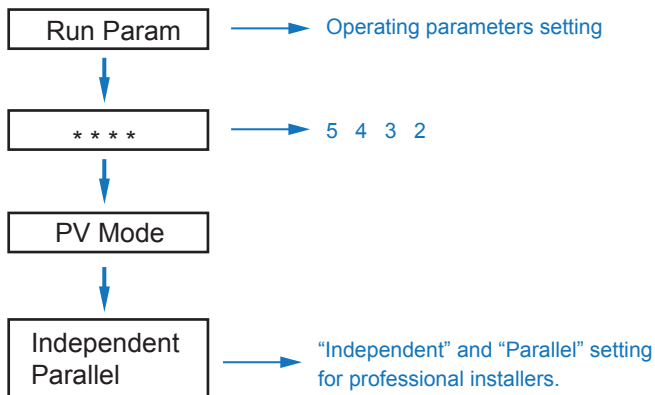 Run Param
Operating parameters setting
* * * *
5 4 3 2
PV Mode
Independent
Parallel
“Independent” and “Parallel” setting
for professional installers.